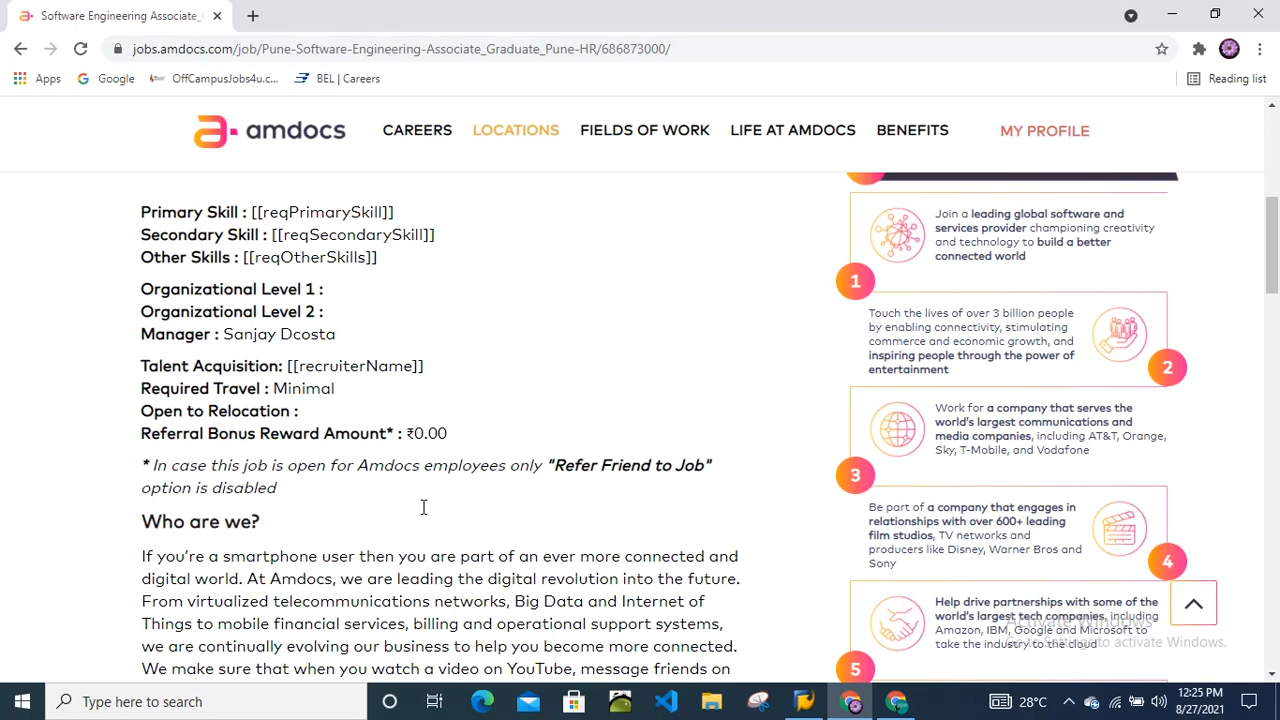 Software Engineering Associate_
jobs.amdocs.com/job/Pune-Software-Engineering-Associate_Graduate_Pune-HR/686873000/
Apps
Google
OffCampusJobs4u.c...
BEL | Careers
Reading list
amdocs
CAREERS
LOCATIONS
FIELDS OF WORK
LIFE AT AMDOCS
BENEFITS
MY PROFILE
Primary Skill : [[reqPrimarySkill]]
Secondary Skill : [[reqSecondarySkill]]
Other Skills : [[reqOtherSkills]]
Organizational Level 1 :
Organizational Level 2 :
Manager : Sanjay Dcosta
Talent Acquisition: [[recruiterName]]
Required Travel : Minimal
Open to Relocation :
Referral Bonus Reward Amount* : ₹0.00
* In case this job is open for Amdocs employees only "Refer Friend to Job"
option is disabled
Who are we?
If you're a smartphone user then you are part of an ever more connected and
digital world. At Amdocs, we are leading the digital revolution into the future.
From virtualized telecommunications networks, Big Data and Internet of
Things to mobile financial services, billing and operational support systems,
we are continually evolving our business to help you become more connected.
We make sure that when you watch a video on YouTube, message friends on
Join a leading global software and
services provider championing creativity
and technology to build a better
connected world
1
Touch the lives of over 3 billion people
by enabling connectivity, stimulating
commerce and economic growth, and
inspiring people through the power of
entertainment
2
Work for a company that serves the
world's largest communications and
media companies, including AT&T, Orange,
Sky, T-Mobile, and Vodafone
3
Be part of a company that engages in
relationships with over 600+ leading
film studios, TV networks and
producers like Disney, Warner Bros and
Sony
4
Help drive partnerships with some of the
world's largest tech companies, including
Amazon, IBM, Google and Microsoft to
take the industry to the cloud
5
Activate Windows
Go to Settings to activate Windows.
Type here to search
28°C
12:25 PM
8/27/2021